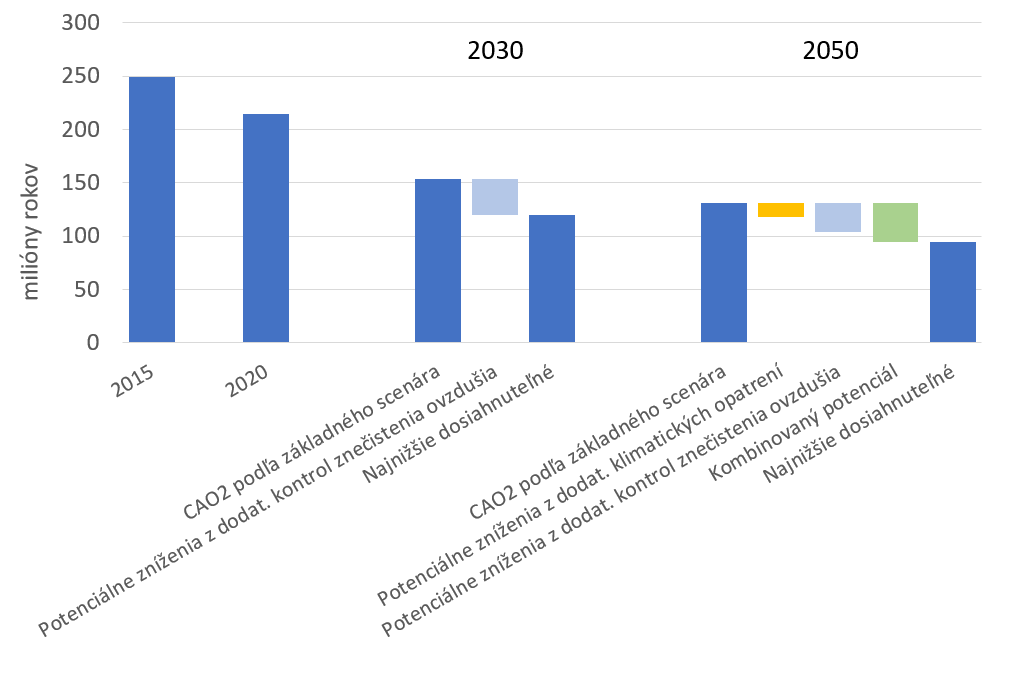 300
250
200
150
100
50
0
milióny rokov
2030
2050
2015
2020
CAO2 podľa základného scenára
Potenciálne zníženia z dodat. kontrol znečistenia ovzdušia
Najnižšie dosiahnuteľné
CAO2 podľa základného scenára
Potenciálne zníženia z dodat. klimatických opatrení
Potenciálne zníženia z dodat. kontrol znečistenia ovzdušia
Kombinovaný potenciál
Najnižšie dosiahnuteľné